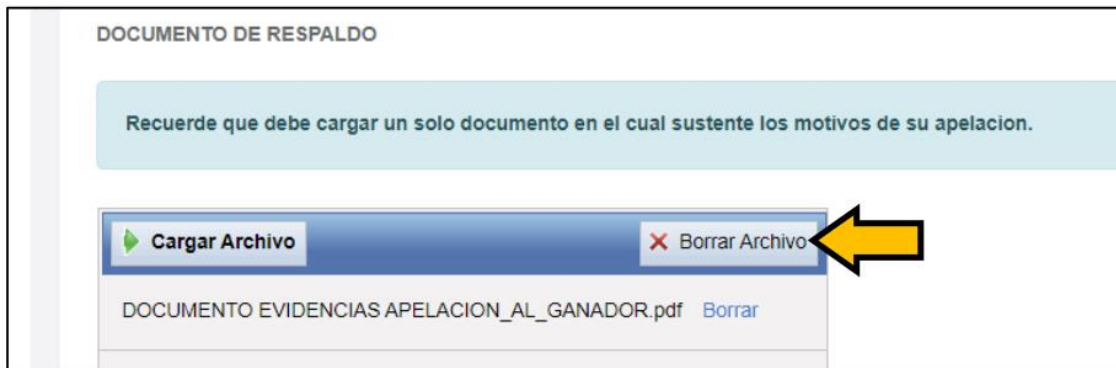 DOCUMENTO DE RESPALDO
Recuerde que debe cargar un solo documento en el cual sustente los motivos de su apelacion.
Cargar Archivo Borrar Archivo
DOCUMENTO EVIDENCIAS APELACION_AL_GANADOR.pdf Borrar